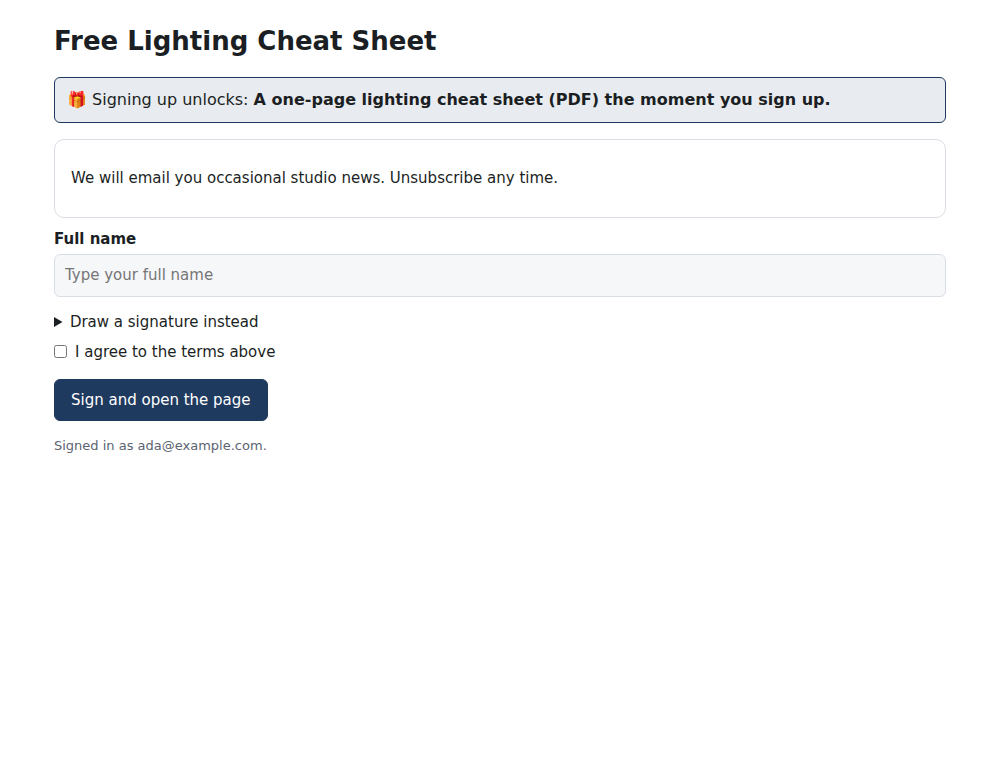 Free Lighting Cheat Sheet
🎁 Signing up unlocks: A one-page lighting cheat sheet (PDF) the moment you sign up.
We will email you occasional studio news. Unsubscribe any time.
Full name
Type your full name
Draw a signature instead
I agree to the terms above
Sign and open the page
Signed in as ada@example.com.